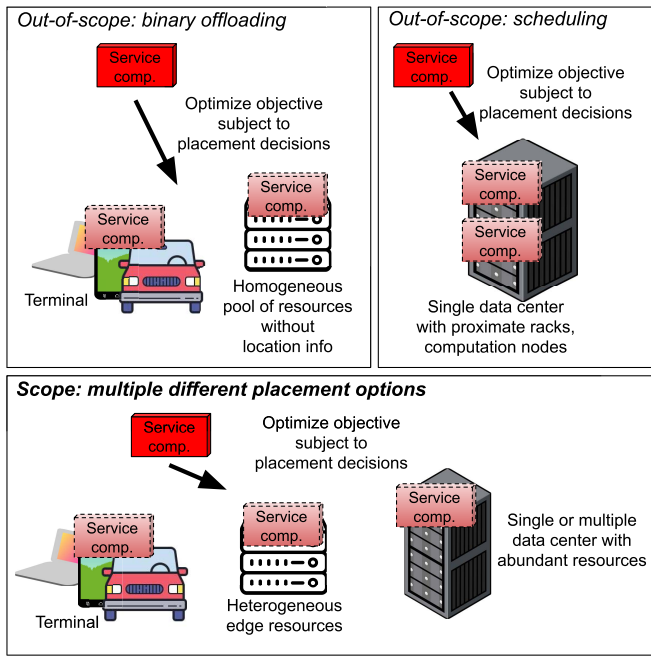 Out-of-scope: binary offloading
Service
comp.
Optimize objective
subject to
placement decisions
Service
comp.
Service
comp.
Terminal
Homogeneous
pool of resources
without
location info
Out-of-scope: scheduling
Service
comp.
Optimize objective
subject to
placement decisions
Service
comp.
Service
comp.
Single data center
with proximate racks,
computation nodes
Scope: multiple different placement options
Service
comp.
Optimize objective
subject to
placement decisions
Service
comp.
Service
comp.
Service
comp.
Single or multiple
data center with
abundant resources
Terminal
Heterogeneous
edge resources